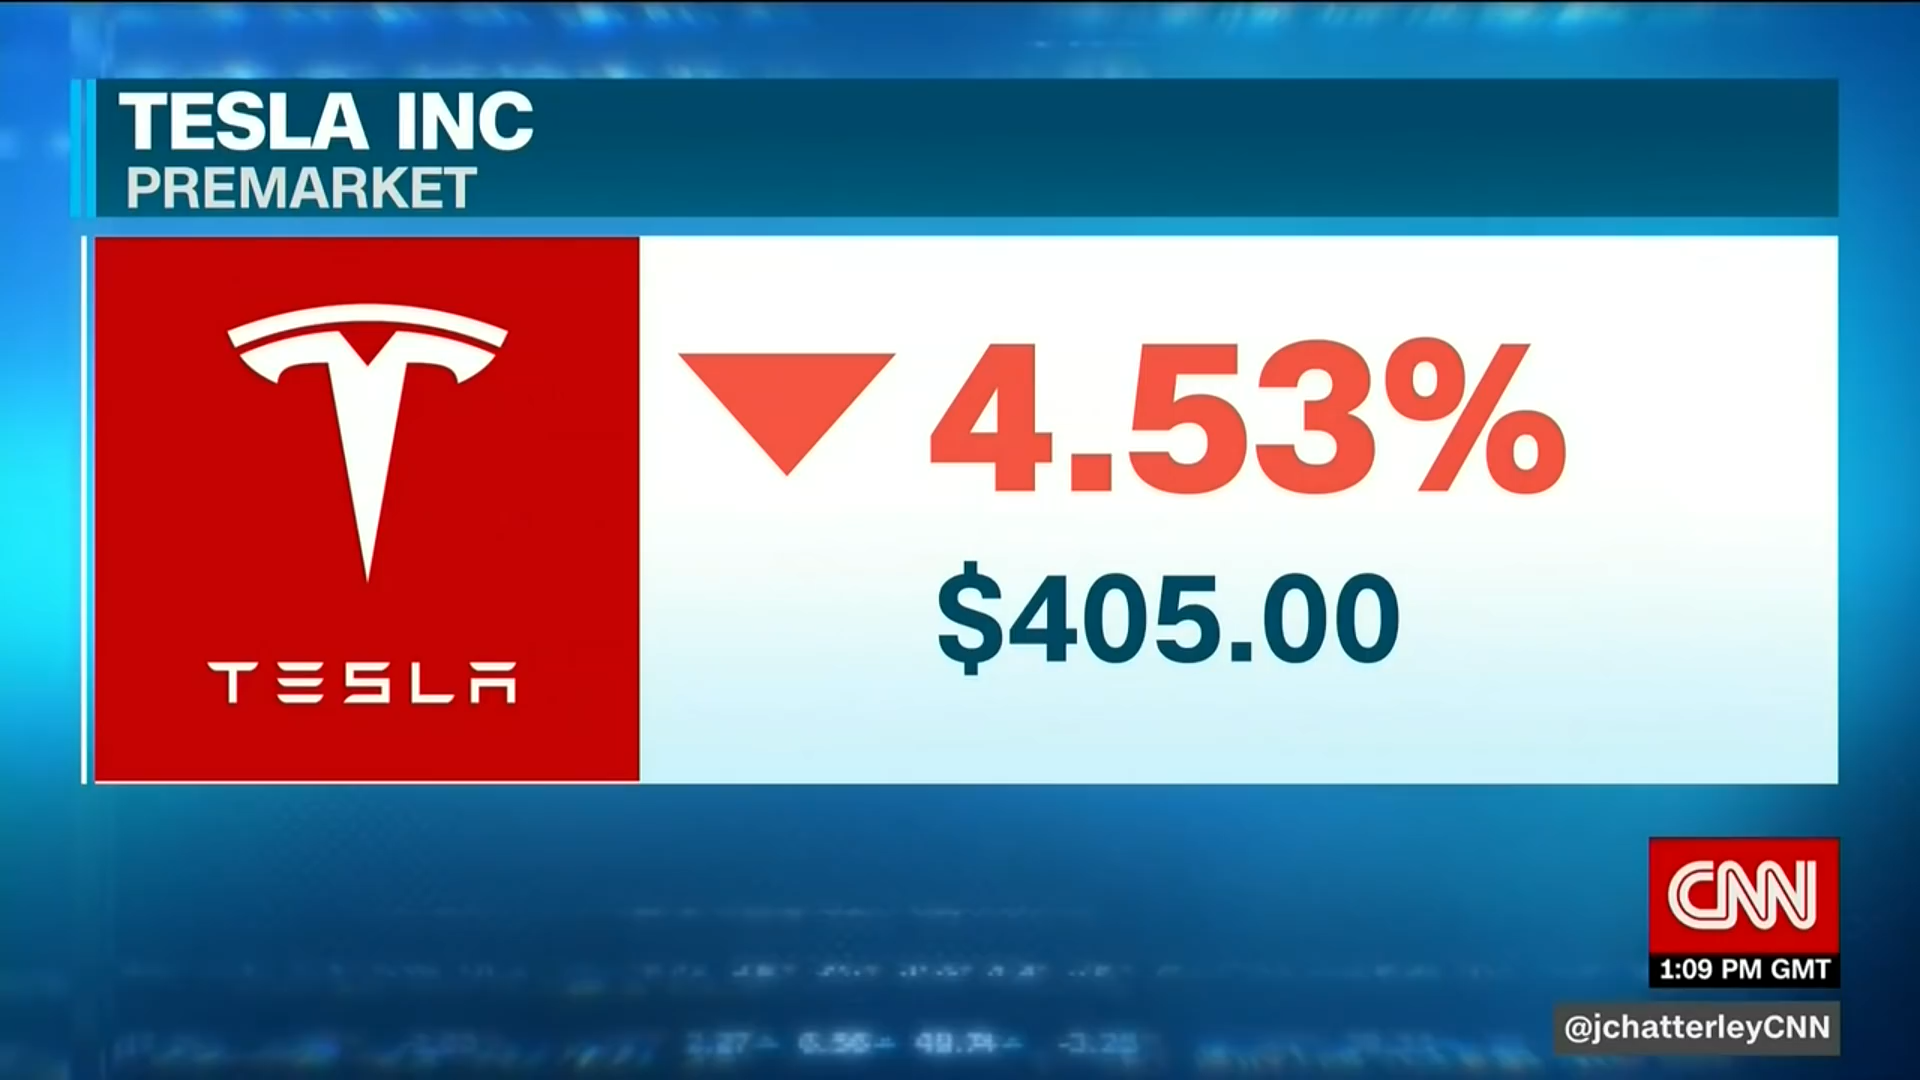 TESLA INC
PREMARKET
TESLA
4.53%
$405.00
CNN
1:09 PM GMT
@jchatterleyCNN